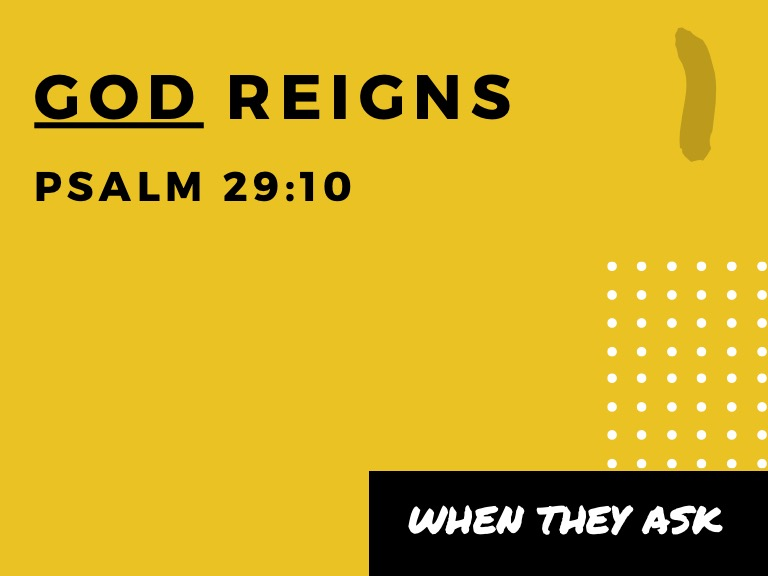 GOD REIGNS
PSALM 29:10
WHEN THEY ASK